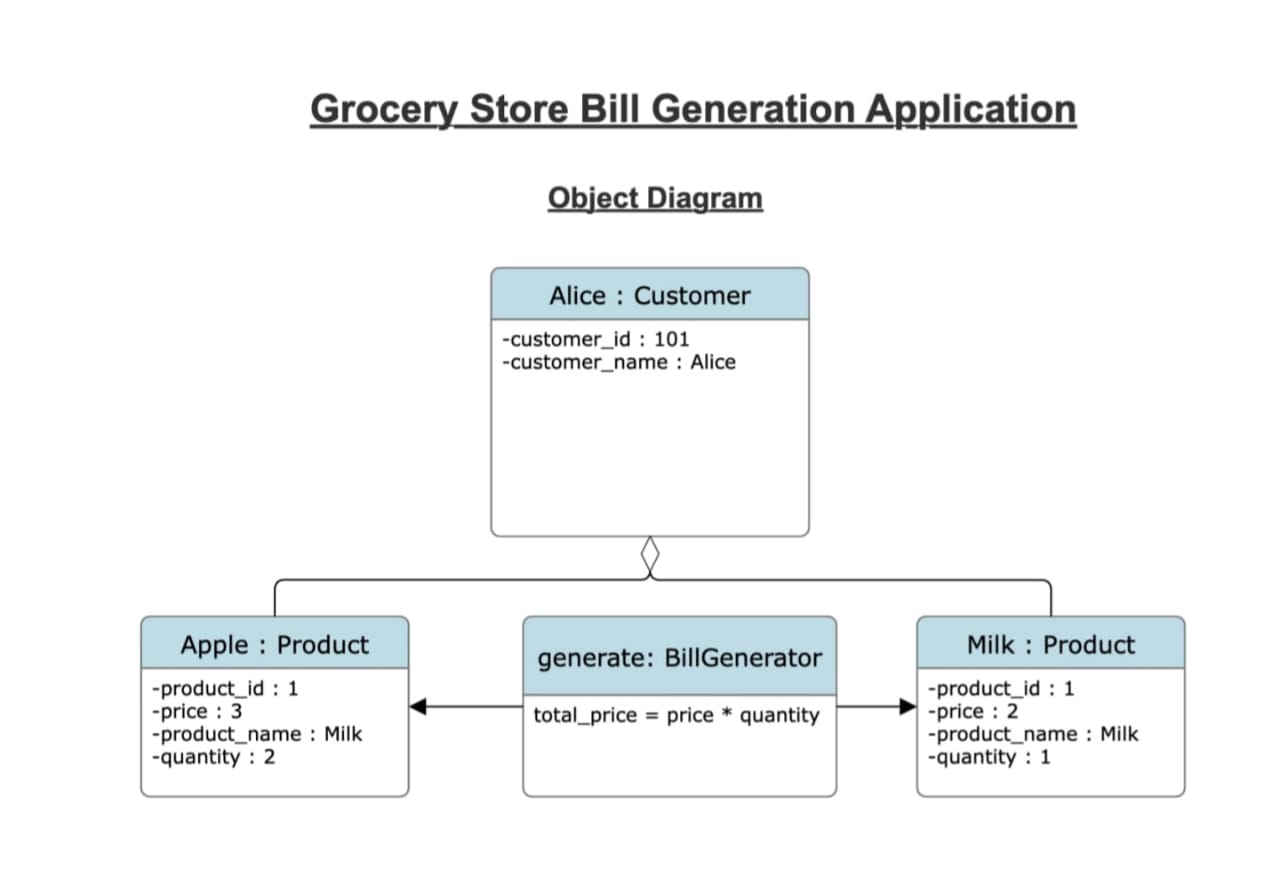 Grocery Store Bill Generation Application
Object Diagram
Alice : Customer
-customer_id : 101
-customer_name : Alice
Apple : Product
-product_id : 1
-price : 3
-product_name : Milk
-quantity : 2
generate: BillGenerator
total_price = price * quantity
Milk : Product
-product_id : 1
-price : 2
-product_name : Milk
-quantity : 1